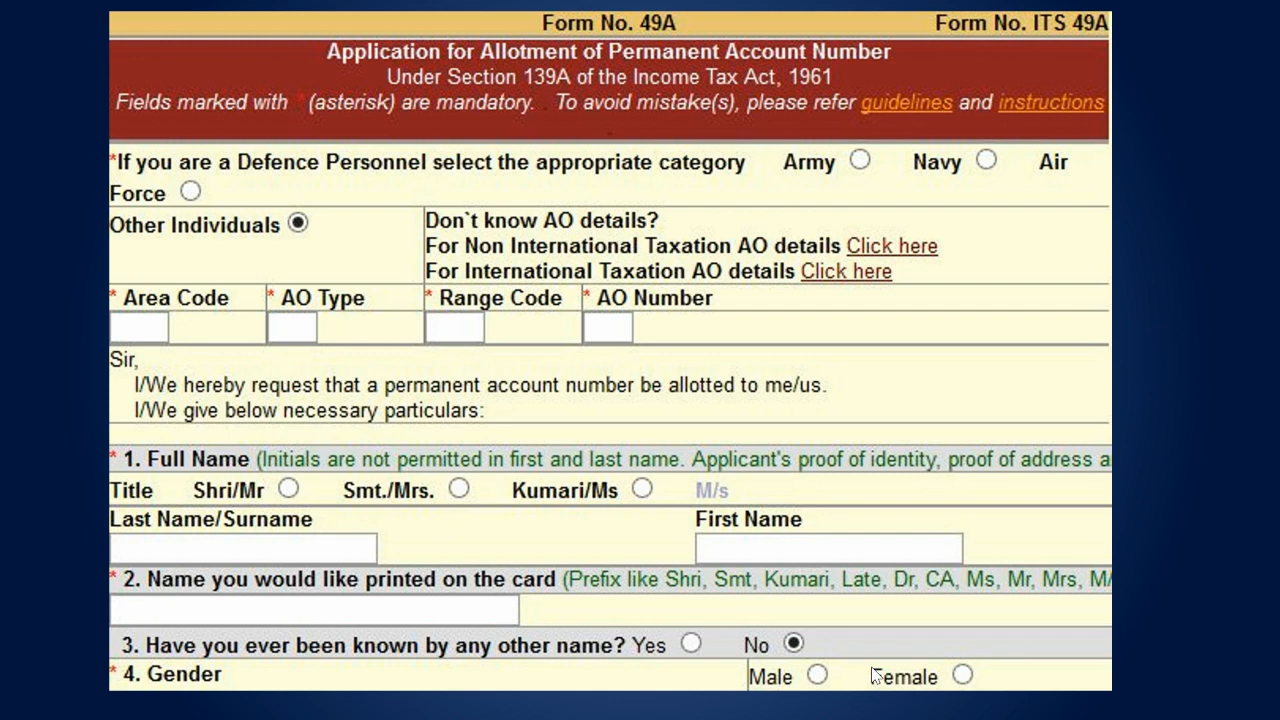 Form No. 49A Form No. ITS 49A
Application for Allotment of Permanent Account Number
Under Section 139A of the Income Tax Act, 1961
Fields marked with * (asterisk) are mandatory. To avoid mistake(s), please refer guidelines and instructions
.
*If you are a Defence Personnel select the appropriate category Army Navy Air
Force
Other Individuals Don`t know AO details?
For Non International Taxation AO details Click here
For International Taxation AO details Click here
* Area Code * AO Type * Range Code * AO Number
Sir,
I/We hereby request that a permanent account number be allotted to me/us.
I/We give below necessary particulars:
* 1. Full Name (Initials are not permitted in first and last name. Applicant's proof of identity, proof of address
Title Shri/Mr Smt./Mrs. Kumari/Ms M/s
Last Name/Surname First Name
* 2. Name you would like printed on the card (Prefix like Shri, Smt, Kumari, Late, Dr, CA, Ms, Mr, Mrs,
3. Have you ever been known by any other name? Yes No
* 4. Gender Male Female